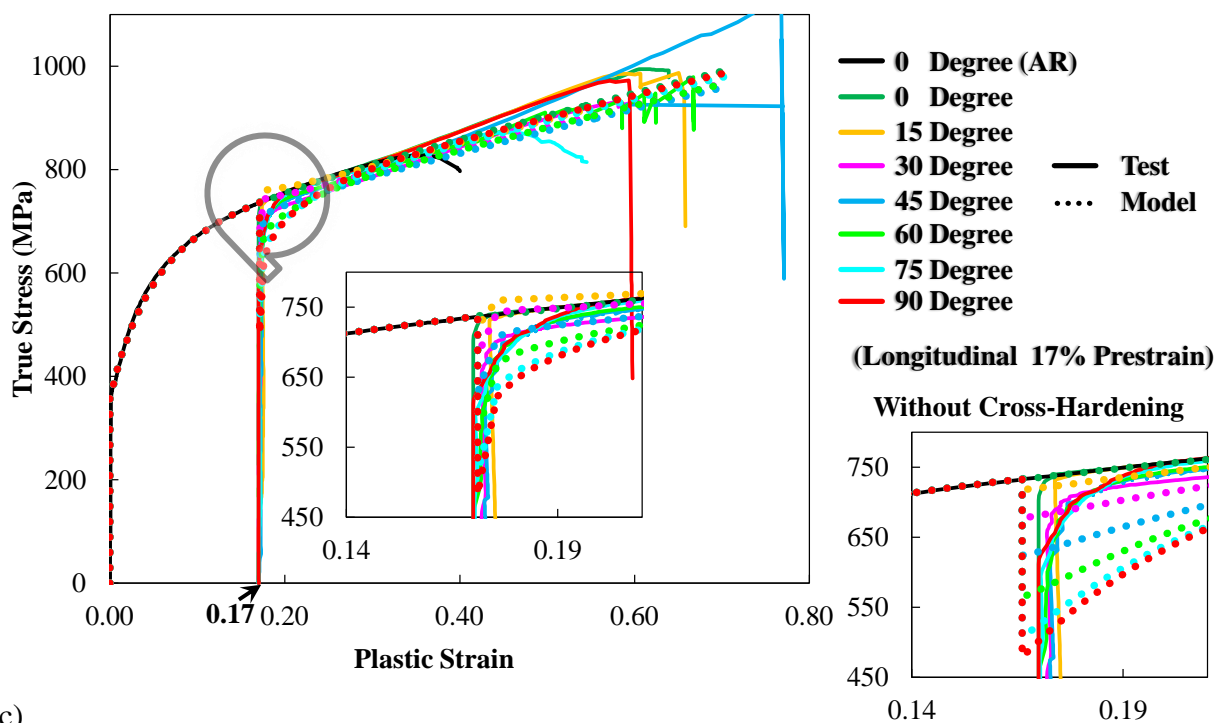 1000
800
600
400
200
0
True Stress (MPa)
0.00
0.17
0.20
0.40
0.60
0.80
Plastic Strain
750
650
550
450
0.14
0.19
0 Degree (AR)
0 Degree
15 Degree
30 Degree
45 Degree
60 Degree
75 Degree
90 Degree
Test
Model
(Longitudinal 17% Prestrain)
Without Cross-Hardening
750
650
550
450
0.14
0.19
c)